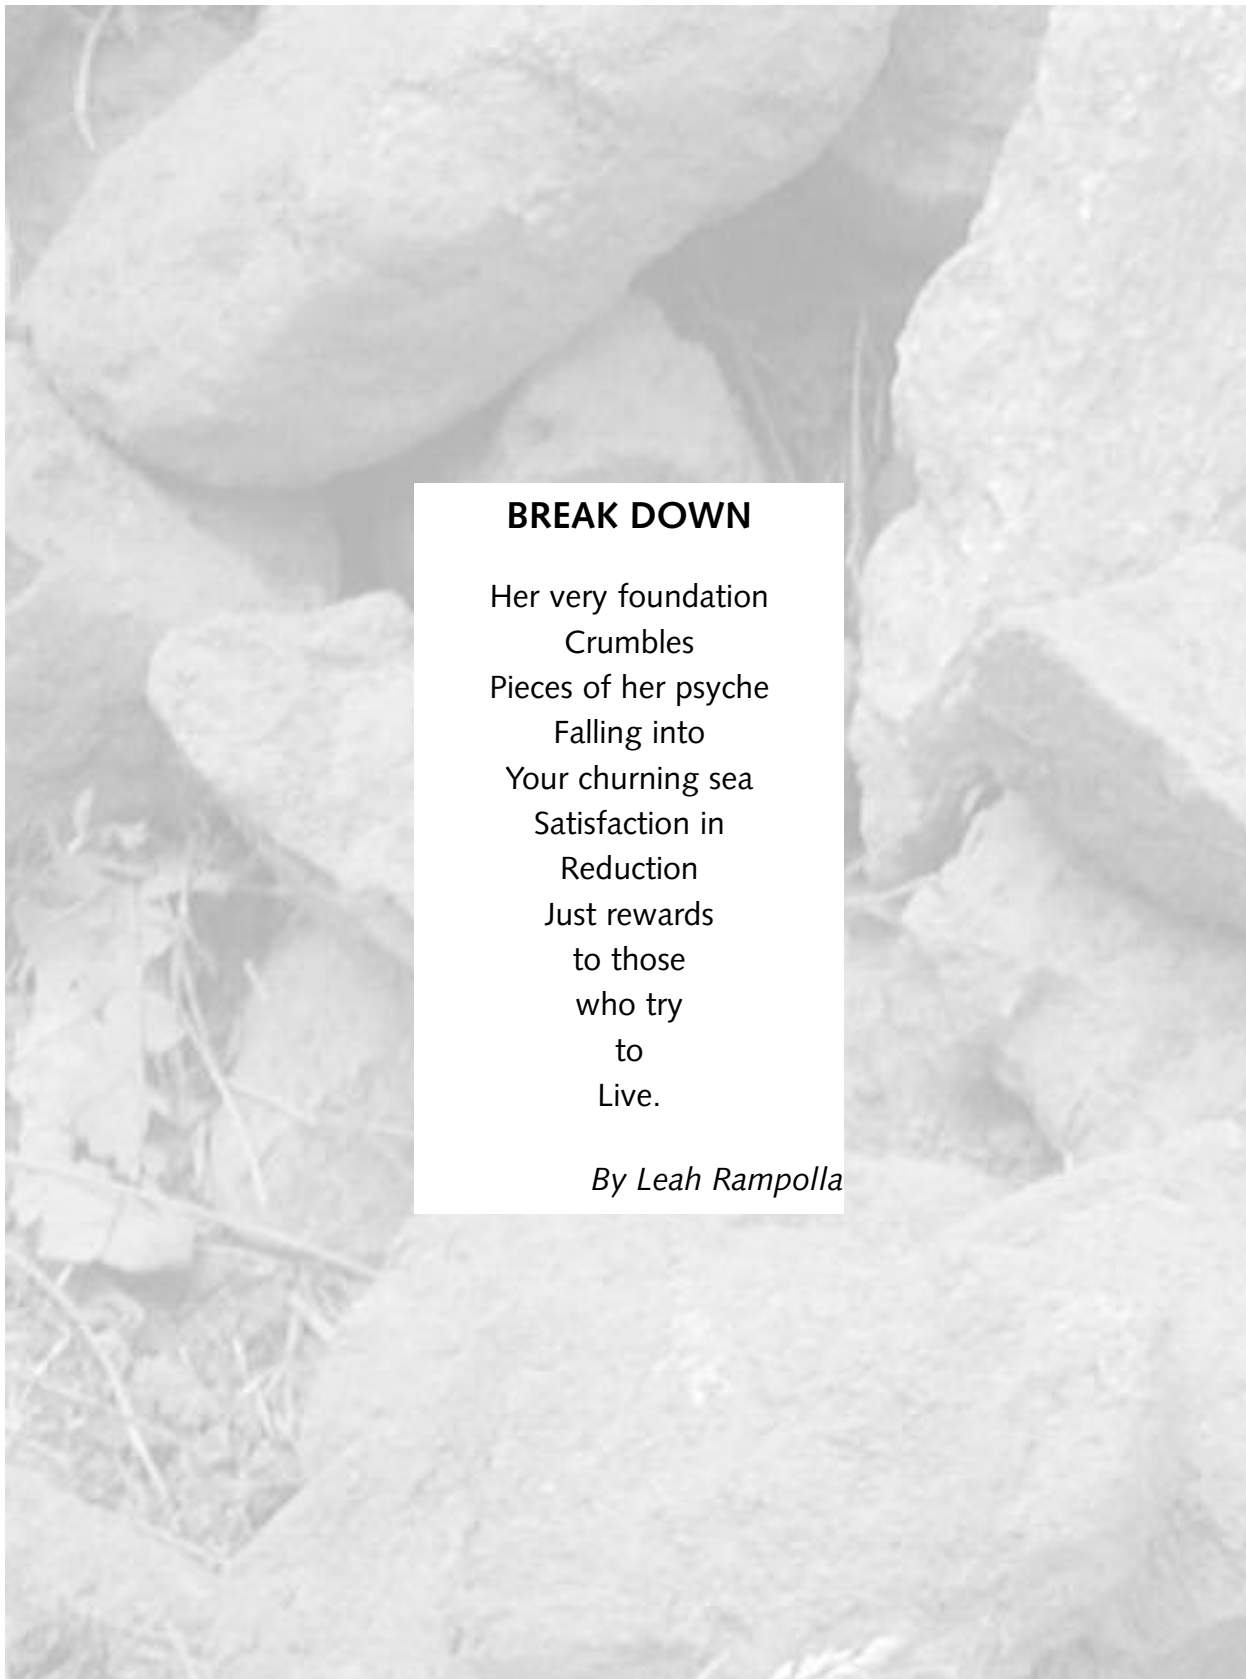 BREAK DOWN
Her very foundation
Crumbles
Pieces of her psyche
Falling into
Your churning sea
Satisfaction in
Reduction
Just rewards
to those
who try
to
Live.
By Leah Rampolla